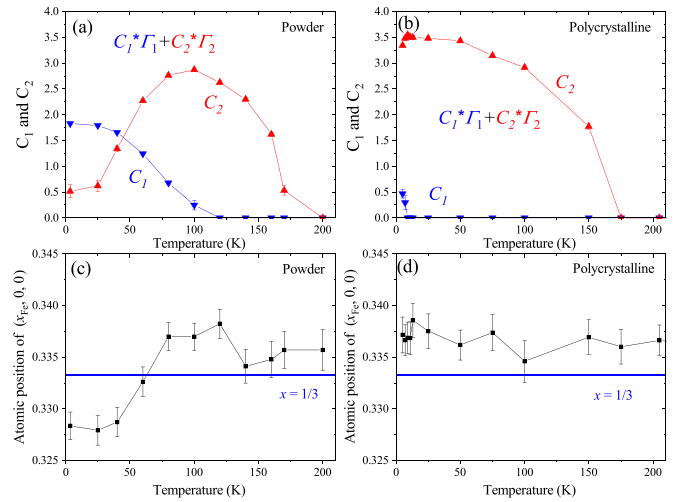 (a) Powder
C₁*Γ₁+C₂*Γ₂
C₂
C₁
C₁ and C₂
4.0
3.5
3.0
2.5
2.0
1.5
1.0
0.5
0.0
0 50 100 150 200
Temperature (K)
(b) Polycrystalline
C₂
C₁*Γ₁+C₂*Γ₂
C₁
C₁ and C₂
4.0
3.5
3.0
2.5
2.0
1.5
1.0
0.5
0.0
0 50 100 150 200
Temperature (K)
(c) Powder
x = 1/3
Atomic position of (x_Fe, 0, 0)
0.345
0.340
0.335
0.330
0.325
0 50 100 150 200
Temperature (K)
(d) Polycrystalline
x = 1/3
Atomic position of (x_Fe, 0, 0)
0.345
0.340
0.335
0.330
0.325
0 50 100 150 200
Temperature (K)